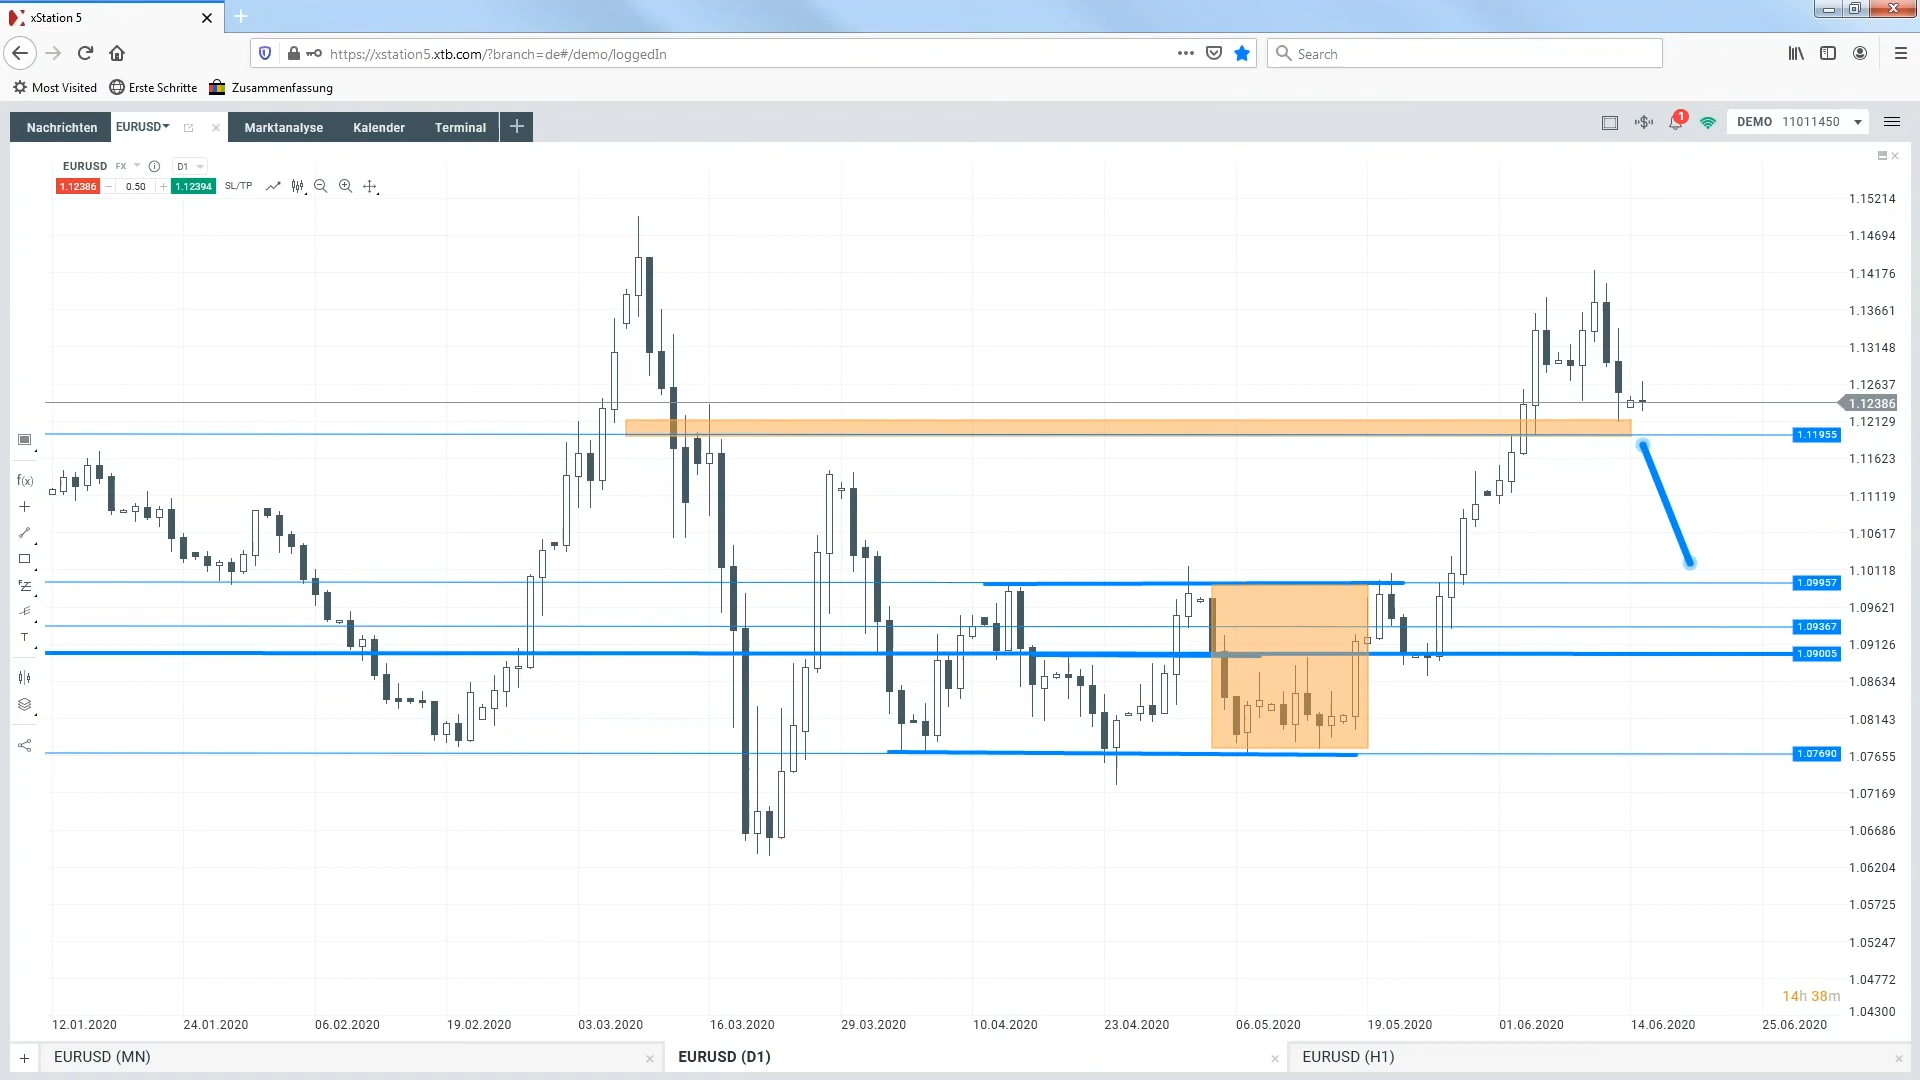 xStation 5
https://xstation5.xtb.com/?branch=de#/demo/loggedIn
Search
Most Visited
Erste Schritte
Zusammenfassung
Nachrichten
EURUSD
Marktanalyse
Kalender
Terminal
1
DEMO 11011450
EURUSD FX D1
1.12386 0.50 1.12394 SL/TP
1.15214
1.14694
1.14176
1.13661
1.13148
1.12637
1.12386
1.12129
1.11955
1.11623
1.11119
1.10617
1.10118
1.09957
1.09621
1.09367
1.09126
1.09005
1.08634
1.08143
1.07690
1.07655
1.07169
1.06686
1.06204
1.05725
1.05247
1.04772
14h 38m
1.04300
f(x)
T
12.01.2020 24.01.2020 06.02.2020 19.02.2020 03.03.2020 16.03.2020 29.03.2020 10.04.2020 23.04.2020 06.05.2020 19.05.2020 01.06.2020 14.06.2020 25.06.2020
EURUSD (MN)
EURUSD (D1)
EURUSD (H1)